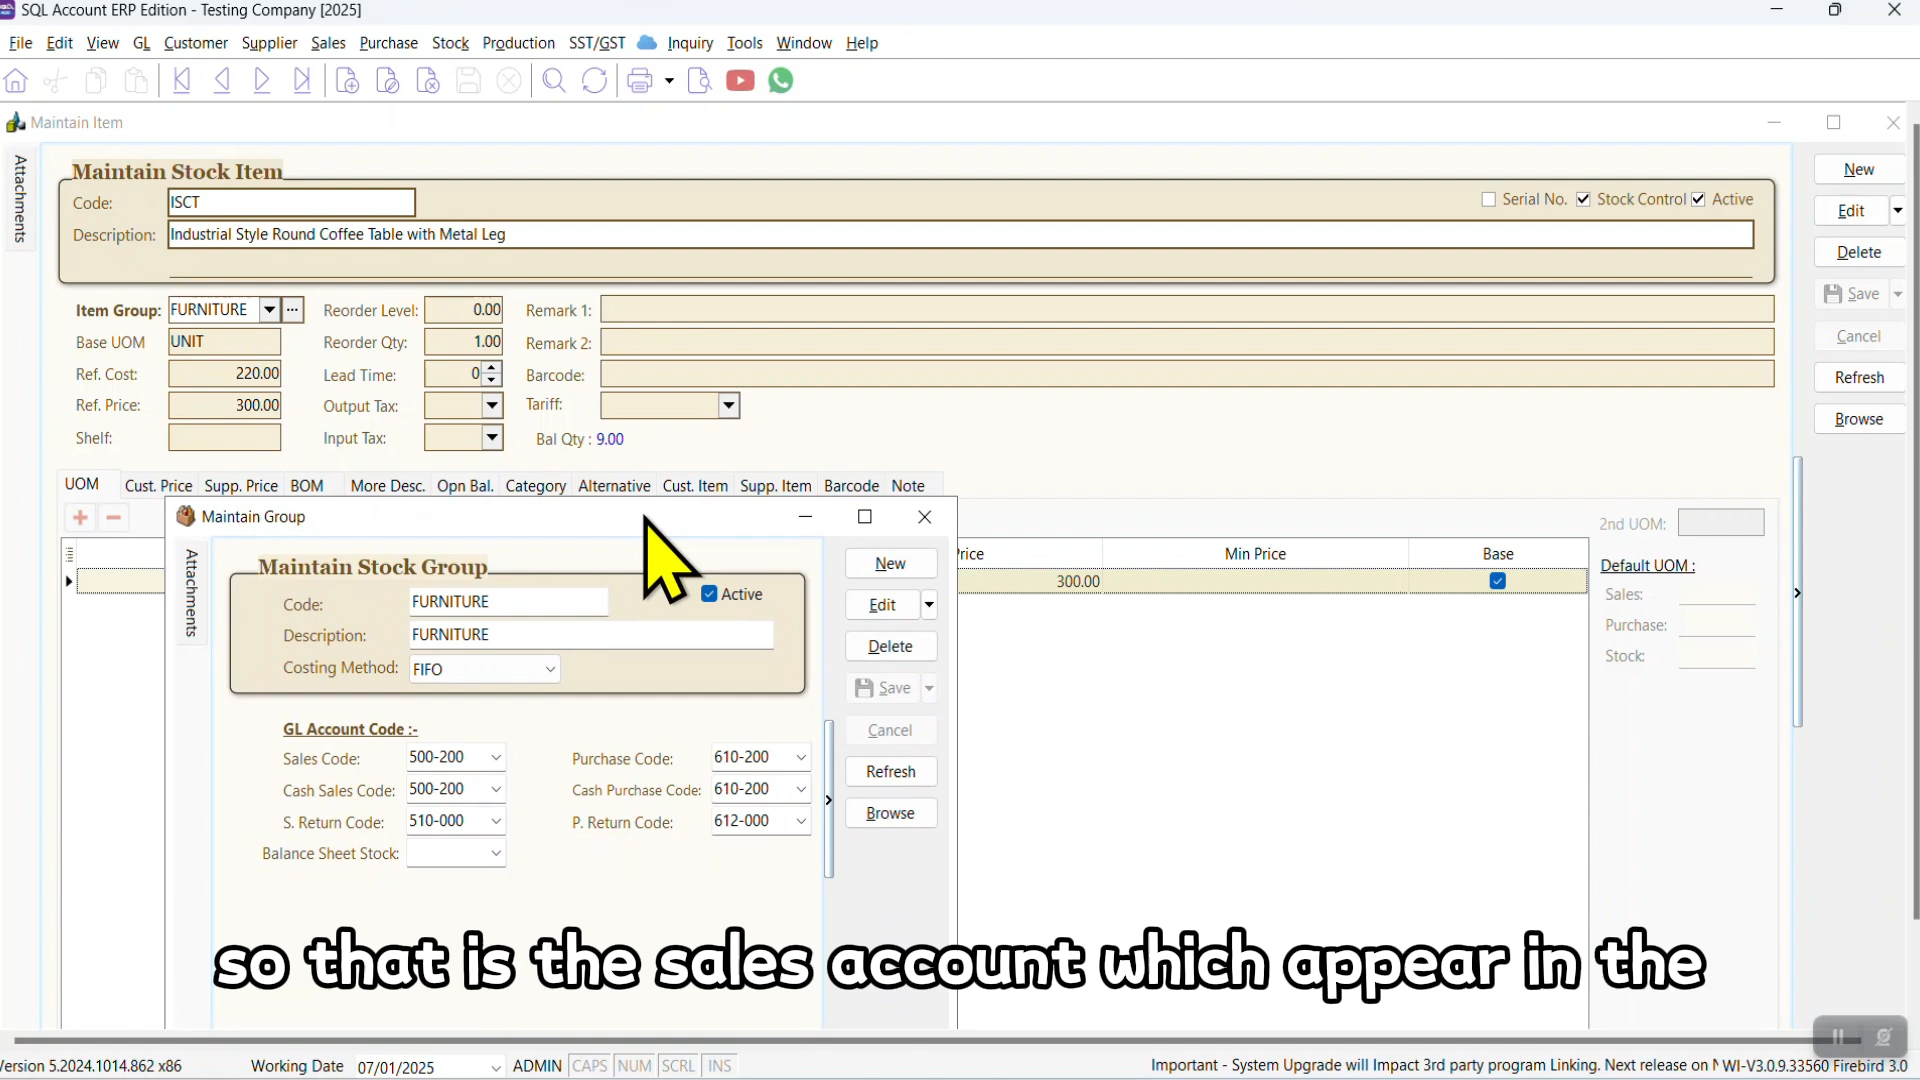 SQL Account ERP Edition - Testing Company [2025]
File Edit View GL Customer Supplier Sales Purchase Stock Production SST/GST Inquiry Tools Window Help
Maintain Item
Attachments
Maintain Stock Item
Code: ISCT
Serial No. Stock Control Active
Description: Industrial Style Round Coffee Table with Metal Leg
New
Edit
Delete
Save
Cancel
Refresh
Browse
Item Group: FURNITURE ... Reorder Level: 0.00 Remark 1:
Base UOM UNIT Reorder Qty: 1.00 Remark 2:
Ref. Cost: 220.00 Lead Time: 0 Barcode:
Ref. Price: 300.00 Output Tax: Tariff:
Shelf: Input Tax: Bal Qty : 9.00
UOM Cust. Price Supp. Price BOM More Desc. Opn Bal. Category Alternative Cust. Item Supp. Item Barcode Note
Maintain Group
Attachments
Maintain Stock Group
Code: FURNITURE
Active
Description: FURNITURE
Costing Method: FIFO
GL Account Code :-
Sales Code: 500-200 Purchase Code: 610-200
Cash Sales Code: 500-200 Cash Purchase Code: 610-200
S. Return Code: 510-000 P. Return Code: 612-000
Balance Sheet Stock:
New
Edit
Delete
Save
Cancel
Refresh
Browse
Price Min Price Base
300.00
2nd UOM:
Default UOM :
Sales:
Purchase:
Stock:
so that is the sales account which appear in the
Version 5.2024.1014.862 x86 Working Date 07/01/2025 ADMIN CAPS NUM SCRL INS Important - System Upgrade will Impact 3rd party program Linking. Next release on WI-V3.0.9.33560 Firebird 3.0